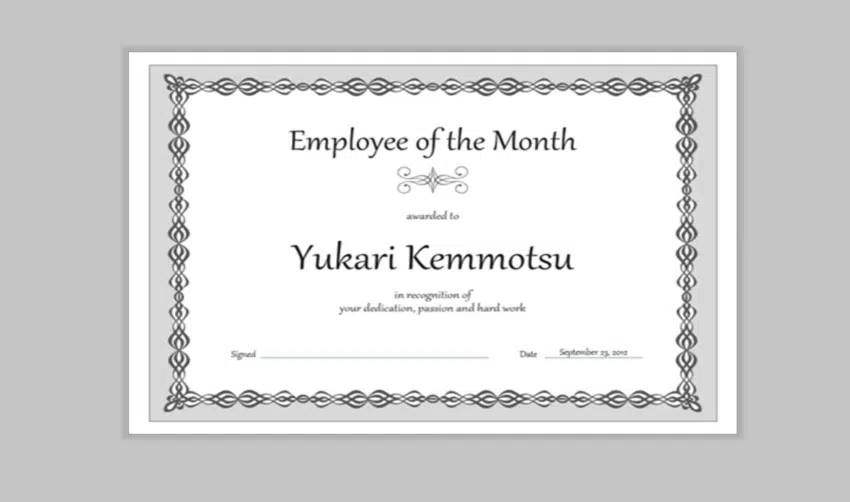 Employee of the Month
awarded to
Yukari Kemmotsu
in recognition of
your dedication, passion and hard work
Signed Date September 23, 2012